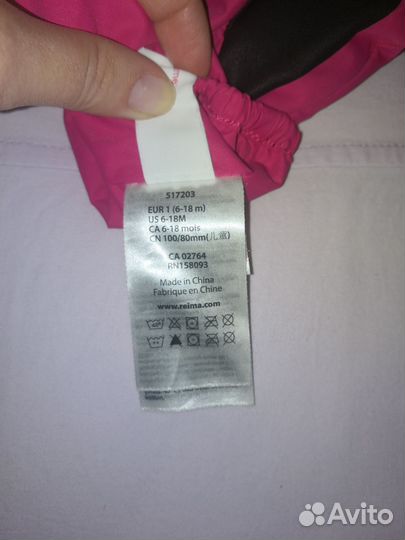 517203
EUR 1 (6-18 m)
US 6-18M
CA 6-18 mois
CN 100/80mm(儿童)
CA 02764
RN158093
Made in China
Fabrique en Chine
www.reima.com
Avito